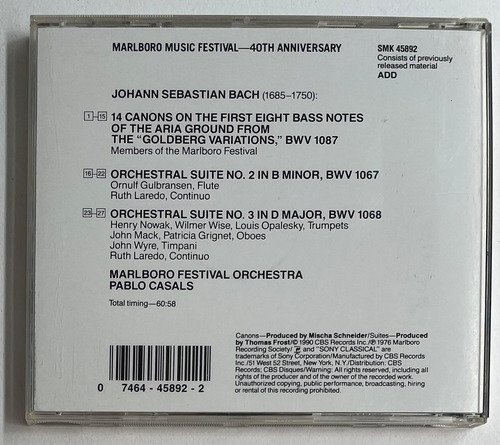 MARLBORO MUSIC FESTIVAL—40TH ANNIVERSARY
SMK 45892
Consists of previously
released material
ADD
JOHANN SEBASTIAN BACH (1685–1750):
1–15 14 CANONS ON THE FIRST EIGHT BASS NOTES
OF THE ARIA GROUND FROM
THE "GOLDBERG VARIATIONS," BWV 1087
Members of the Marlboro Festival
16–22 ORCHESTRAL SUITE NO. 2 IN B MINOR, BWV 1067
Ornulf Gulbransen, Flute
Ruth Laredo, Continuo
23–27 ORCHESTRAL SUITE NO. 3 IN D MAJOR, BWV 1068
Henry Nowak, Wilmer Wise, Louis Opalesky, Trumpets
John Mack, Patricia Grignet, Oboes
John Wyre, Timpani
Ruth Laredo, Continuo
MARLBORO FESTIVAL ORCHESTRA
PABLO CASALS
Total timing—60:58
Canons—Produced by Mischa Schneider/Suites—Produced
by Thomas Frost/© 1990 CBS Records Inc./℗ 1976 Marlboro
Recording Society/ and "SONY CLASSICAL" are
trademarks of Sony Corporation/Manufactured by CBS Records
Inc./51 West 52 Street, New York, N.Y./Distribution: CBS
Records; CBS Disques/Warning: All rights reserved, including all
rights of the producer and of the owner of the recorded work.
Unauthorized copying, public performance, broadcasting, hiring
or rental of this recording prohibited.
0 7464-45892-2